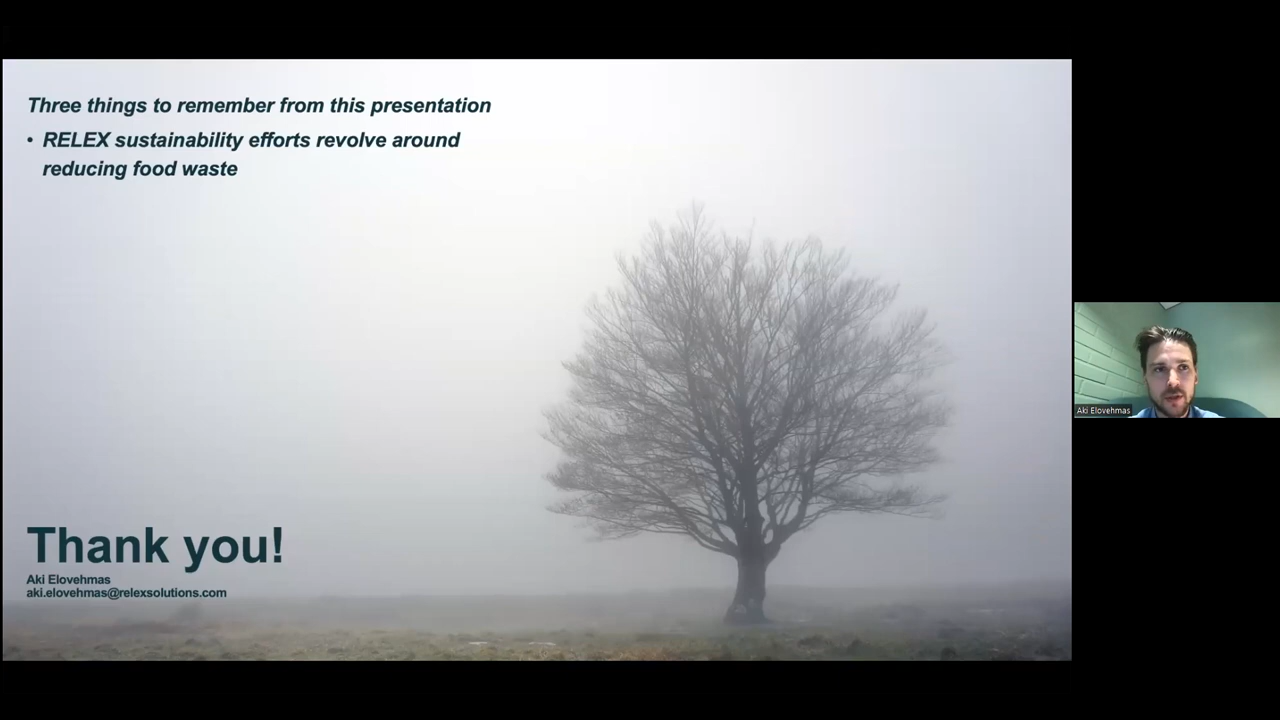 Three things to remember from this presentation
• RELEX sustainability efforts revolve around
reducing food waste
Thank you!
Aki Elovehmas
aki.elovehmas@relexsolutions.com
Aki Elovehmas